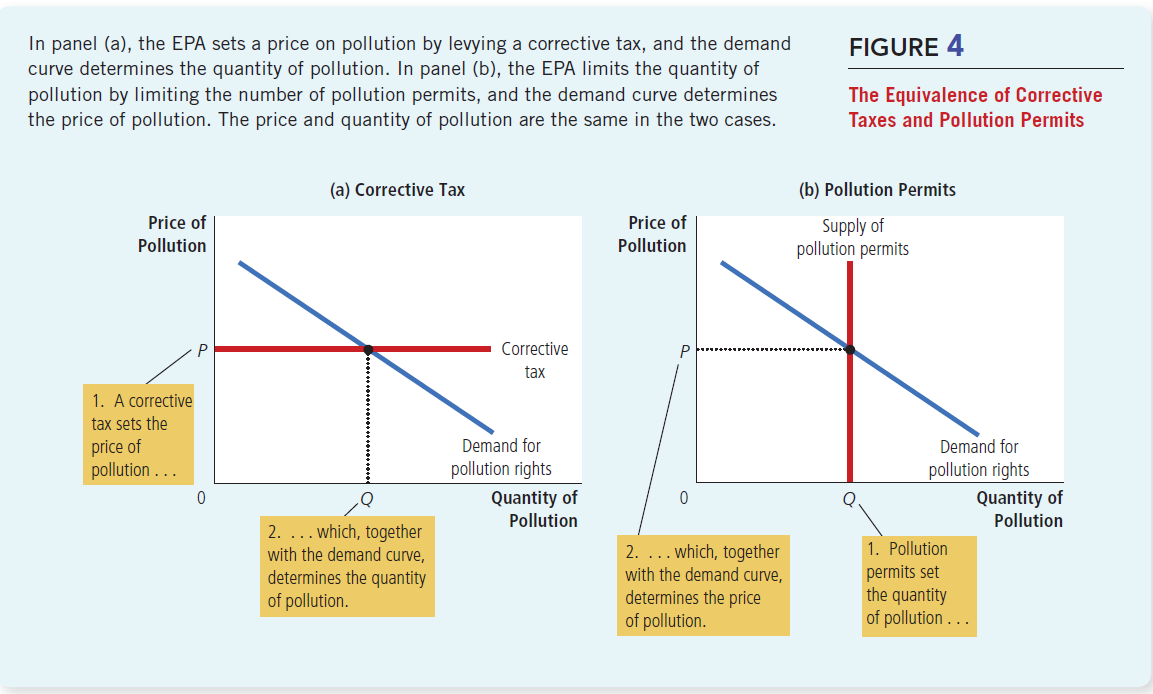 In panel (a), the EPA sets a price on pollution by levying a corrective tax, and the demand
curve determines the quantity of pollution. In panel (b), the EPA limits the quantity of
pollution by limiting the number of pollution permits, and the demand curve determines
the price of pollution. The price and quantity of pollution are the same in the two cases.
FIGURE 4
The Equivalence of Corrective
Taxes and Pollution Permits
(a) Corrective Tax
Price of
Pollution
P
Corrective
tax
1. A corrective
tax sets the
price of
pollution . . .
Demand for
pollution rights
0
Q
Quantity of
Pollution
2. . . . which, together
with the demand curve,
determines the quantity
of pollution.
(b) Pollution Permits
Price of
Pollution
Supply of
pollution permits
P
Demand for
pollution rights
0
Q
Quantity of
Pollution
2. . . . which, together
with the demand curve,
determines the price
of pollution.
1. Pollution
permits set
the quantity
of pollution . . .